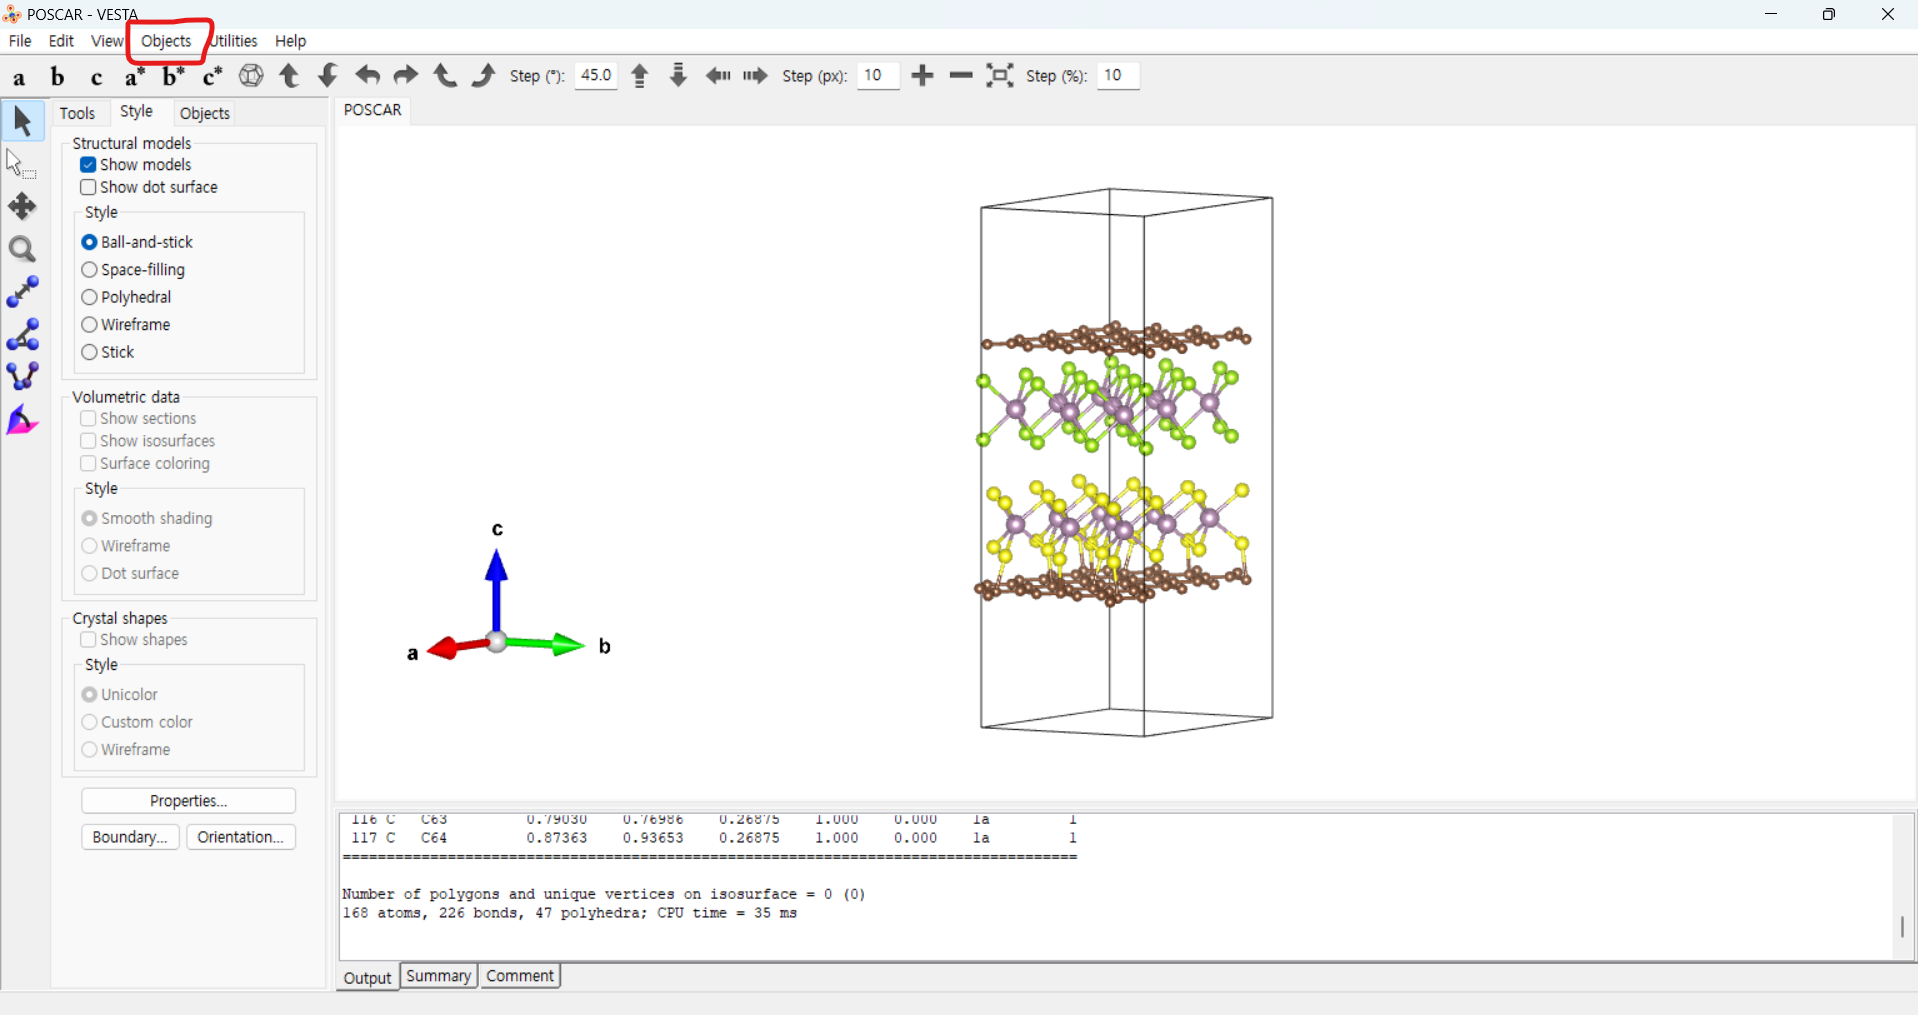 POSCAR - VESTA
File Edit View Objects Utilities Help
a b c a* b* c* Step (°): 45.0 Step (px): 10 Step (%): 10
Tools Style Objects
POSCAR
Structural models
Show models
Show dot surface
Style
Ball-and-stick
Space-filling
Polyhedral
Wireframe
Stick
Volumetric data
Show sections
Show isosurfaces
Surface coloring
Style
Smooth shading
Wireframe
Dot surface
Crystal shapes
Show shapes
Style
Unicolor
Custom color
Wireframe
Properties...
Boundary... Orientation...
c
a
b
116 C C63 0.79030 0.76986 0.26875 1.000 0.000 1a 1
117 C C64 0.87363 0.93653 0.26875 1.000 0.000 1a 1
================================================================================
Number of polygons and unique vertices on isosurface = 0 (0)
168 atoms, 226 bonds, 47 polyhedra; CPU time = 35 ms
Output Summary Comment